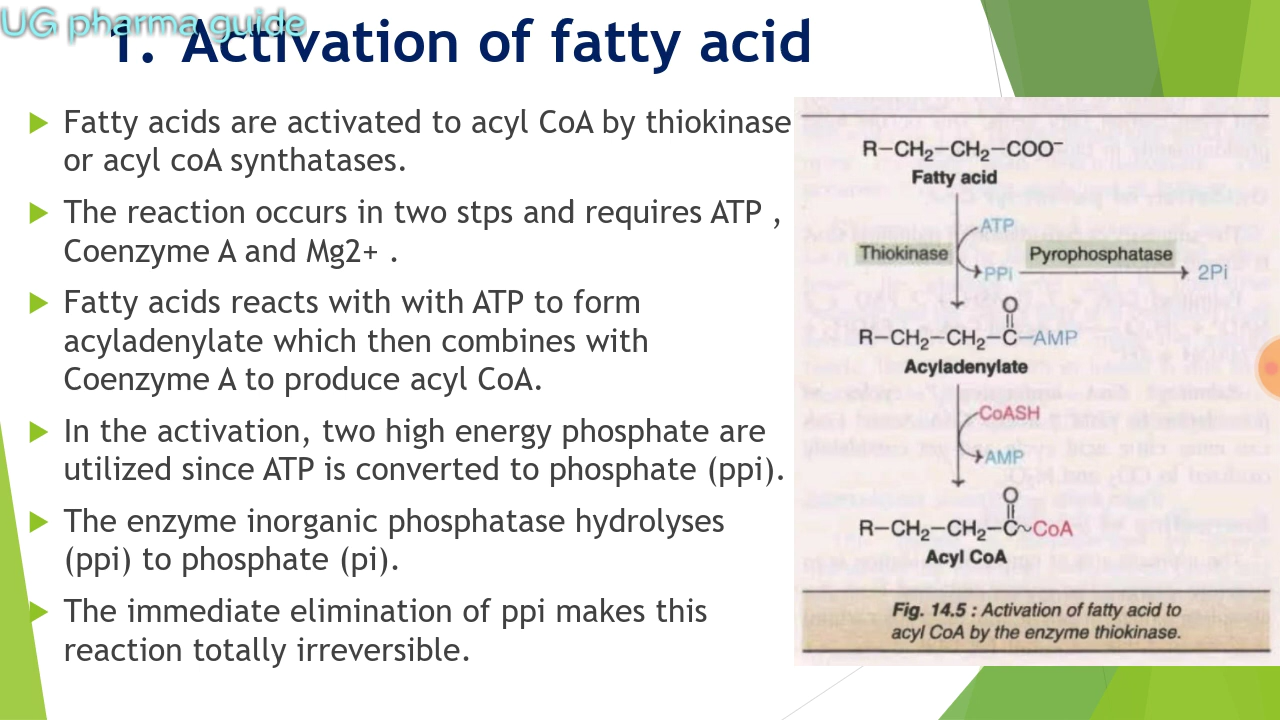 UG pharma guide
1. Activation of fatty acid
Fatty acids are activated to acyl CoA by thiokinase
or acyl coA synthatases.
The reaction occurs in two stps and requires ATP ,
Coenzyme A and Mg2+ .
Fatty acids reacts with with ATP to form
acyladenylate which then combines with
Coenzyme A to produce acyl CoA.
In the activation, two high energy phosphate are
utilized since ATP is converted to phosphate (ppi).
The enzyme inorganic phosphatase hydrolyses
(ppi) to phosphate (pi).
The immediate elimination of ppi makes this
reaction totally irreversible.
R−CH₂−CH₂−COO⁻
Fatty acid
ATP
Thiokinase
PPi
Pyrophosphatase
2Pi
O
R−CH₂−CH₂−C−AMP
Acyladenylate
CoASH
AMP
O
R−CH₂−CH₂−C~CoA
Acyl CoA
Fig. 14.5 : Activation of fatty acid to
acyl CoA by the enzyme thiokinase.